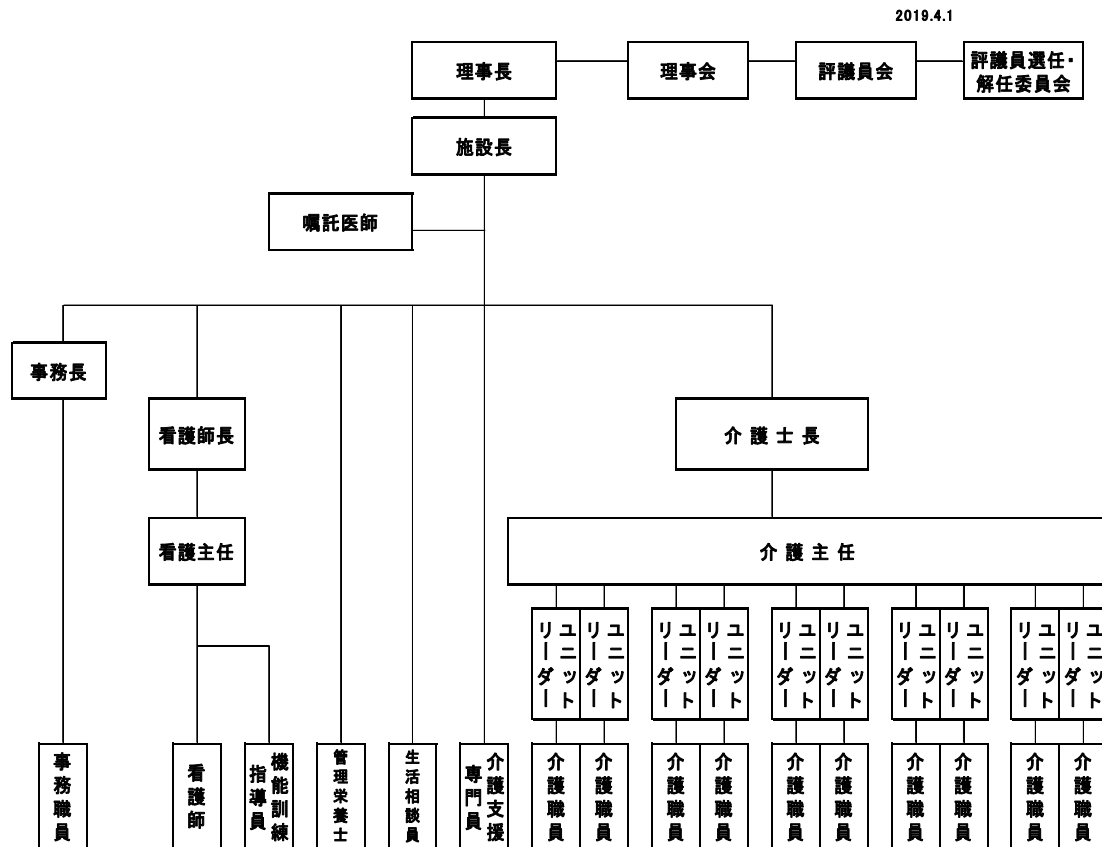 2019.4.1
理事長
理事会
評議員会
評議員選任・
解任委員会
施設長
嘱託医師
事務長
看護師長
介護士長
看護主任
介護主任
ユニット
リーダー
ユニット
リーダー
ユニット
リーダー
ユニット
リーダー
ユニット
リーダー
ユニット
リーダー
ユニット
リーダー
ユニット
リーダー
ユニット
リーダー
ユニット
リーダー
事務職員
看護師
機能訓練
指導員
管理栄養士
生活相談員
介護支援
専門員
介護職員
介護職員
介護職員
介護職員
介護職員
介護職員
介護職員
介護職員
介護職員
介護職員